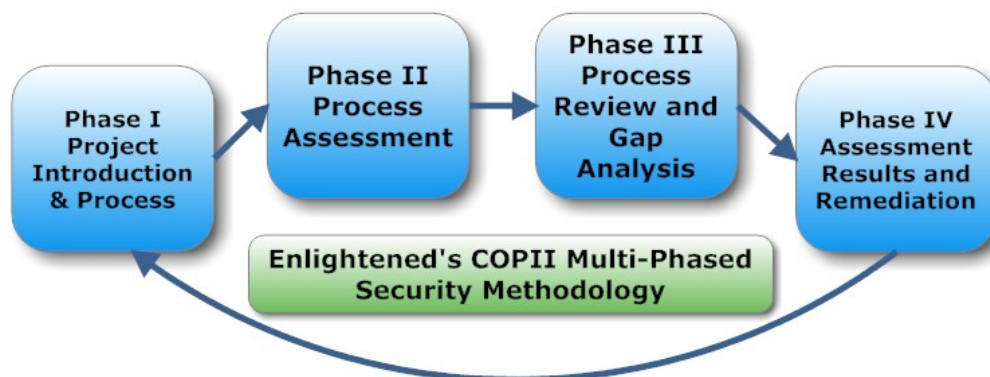 Phase I
Project
Introduction
& Process
Phase II
Process
Assessment
Phase III
Process
Review and
Gap
Analysis
Phase IV
Assessment
Results and
Remediation
Enlightened's COPII Multi-Phased
Security Methodology